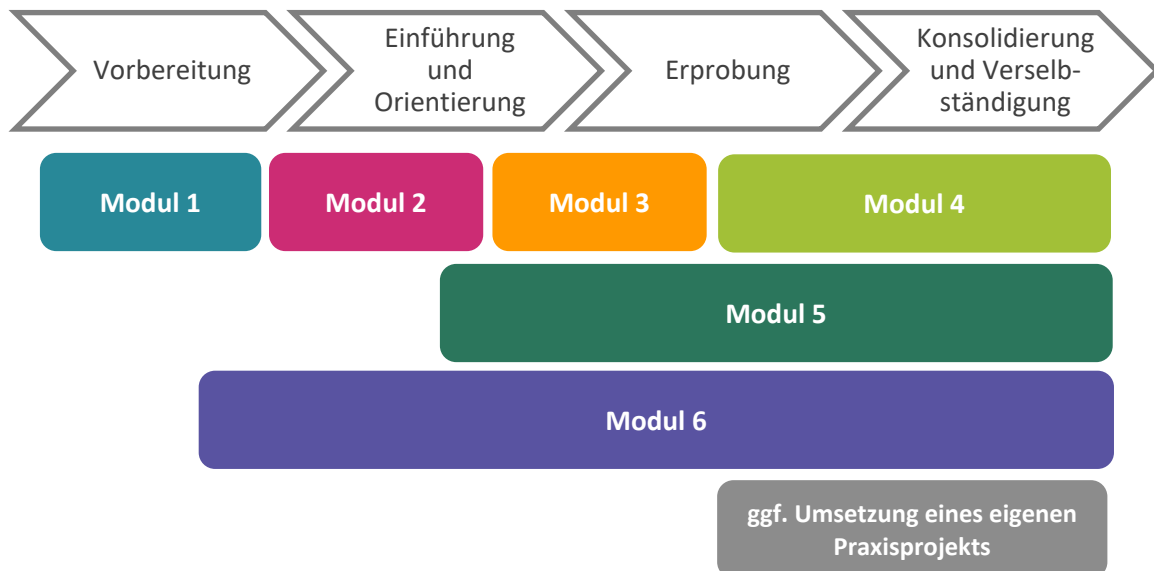 Vorbereitung
Einführung
und
Orientierung
Erprobung
Konsolidierung
und Verselb-
ständigung
Modul 1
Modul 2
Modul 3
Modul 4
Modul 5
Modul 6
ggf. Umsetzung eines eigenen
Praxisprojekts